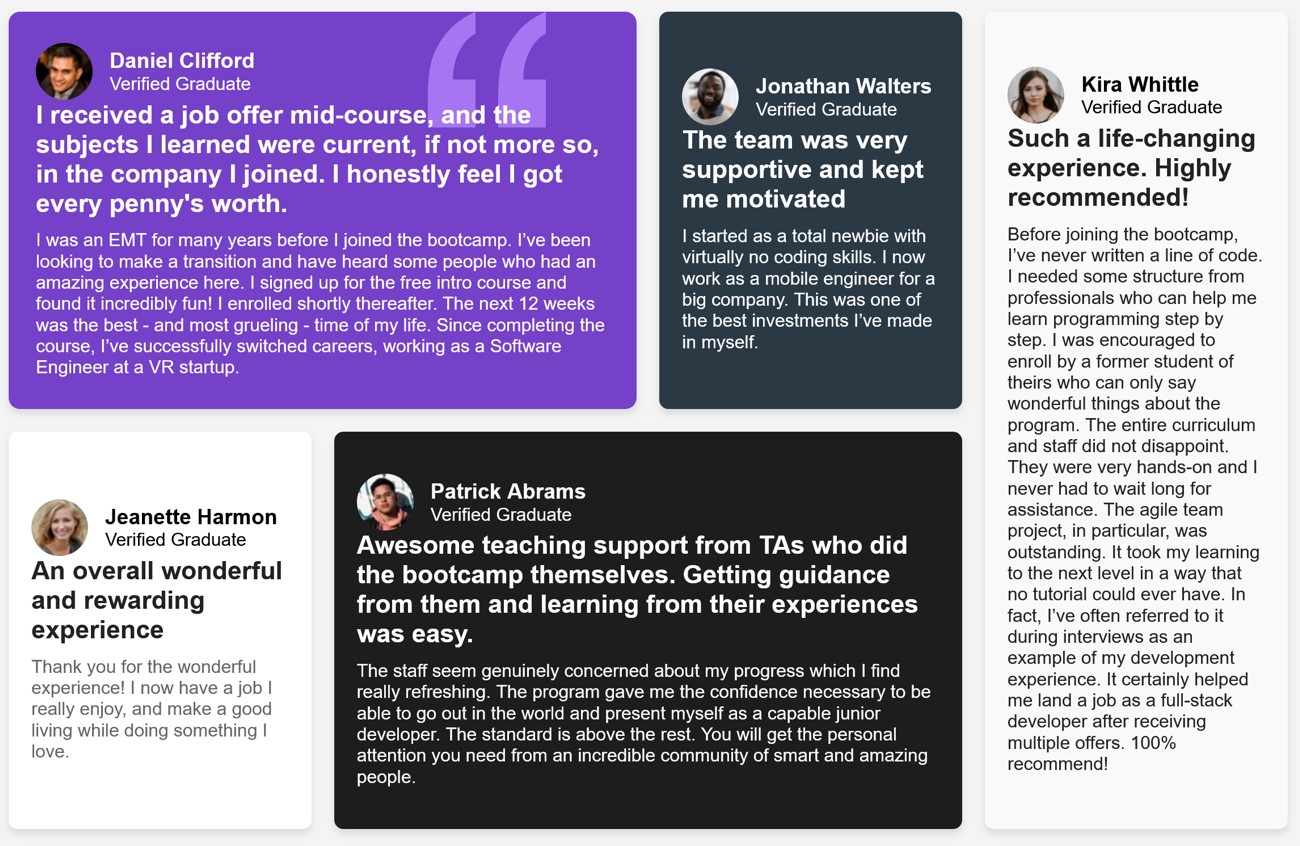 “
Daniel Clifford
Verified Graduate
I received a job offer mid-course, and the
subjects I learned were current, if not more so,
in the company I joined. I honestly feel I got
every penny's worth.
I was an EMT for many years before I joined the bootcamp. I’ve been
looking to make a transition and have heard some people who had an
amazing experience here. I signed up for the free intro course and
found it incredibly fun! I enrolled shortly thereafter. The next 12 weeks
was the best - and most grueling - time of my life. Since completing the
course, I’ve successfully switched careers, working as a Software
Engineer at a VR startup.
Jonathan Walters
Verified Graduate
The team was very
supportive and kept
me motivated
I started as a total newbie with
virtually no coding skills. I now
work as a mobile engineer for a
big company. This was one of
the best investments I’ve made
in myself.
Kira Whittle
Verified Graduate
Such a life-changing
experience. Highly
recommended!
Before joining the bootcamp,
I’ve never written a line of code.
I needed some structure from
professionals who can help me
learn programming step by
step. I was encouraged to
enroll by a former student of
theirs who can only say
wonderful things about the
program. The entire curriculum
and staff did not disappoint.
They were very hands-on and I
never had to wait long for
assistance. The agile team
project, in particular, was
outstanding. It took my learning
to the next level in a way that
no tutorial could ever have. In
fact, I’ve often referred to it
during interviews as an
example of my development
experience. It certainly helped
me land a job as a full-stack
developer after receiving
multiple offers. 100%
recommend!
Jeanette Harmon
Verified Graduate
An overall wonderful
and rewarding
experience
Thank you for the wonderful
experience! I now have a job I
really enjoy, and make a good
living while doing something I
love.
Patrick Abrams
Verified Graduate
Awesome teaching support from TAs who did
the bootcamp themselves. Getting guidance
from them and learning from their experiences
was easy.
The staff seem genuinely concerned about my progress which I find
really refreshing. The program gave me the confidence necessary to be
able to go out in the world and present myself as a capable junior
developer. The standard is above the rest. You will get the personal
attention you need from an incredible community of smart and amazing
people.